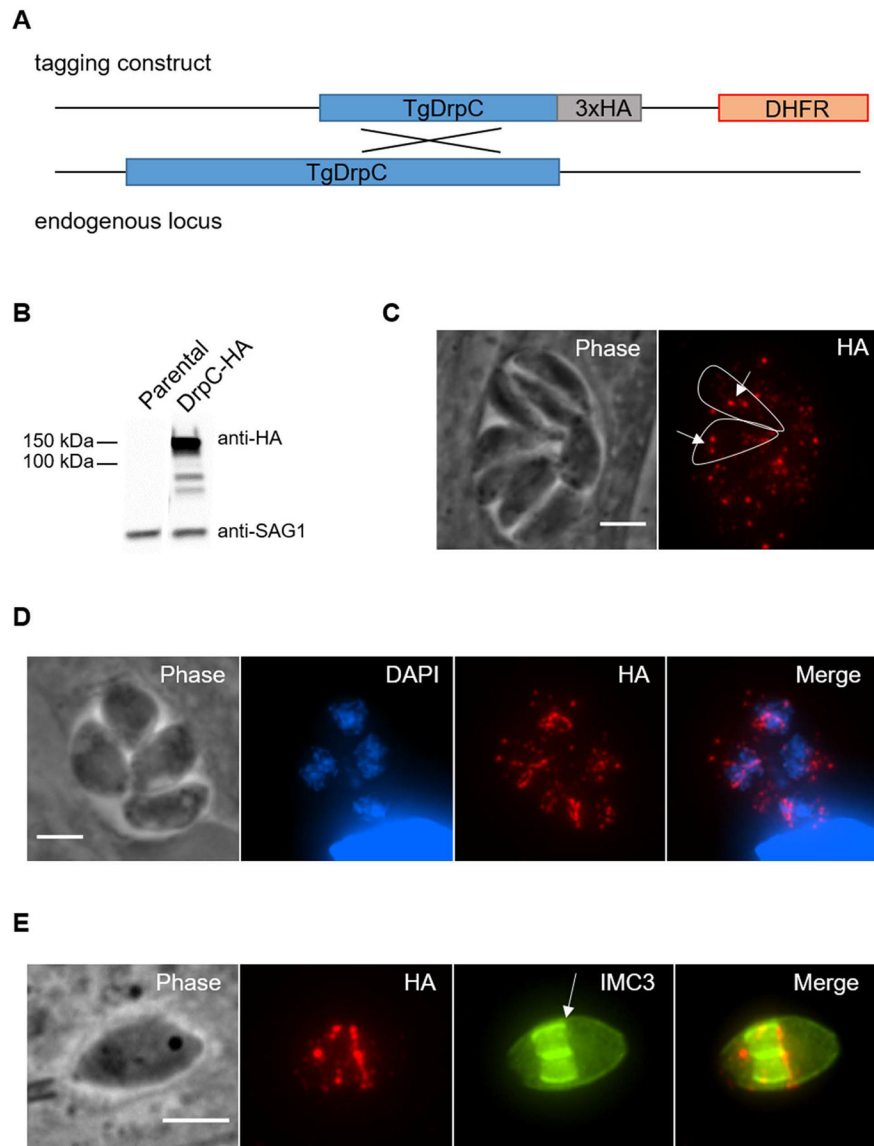 A
tagging construct
TgDrpC 3xHA DHFR
TgDrpC
endogenous locus
B
Parental
DrpC-HA
150 kDa
100 kDa
anti-HA
anti-SAG1
C
Phase HA
D
Phase DAPI HA Merge
E
Phase HA IMC3 Merge